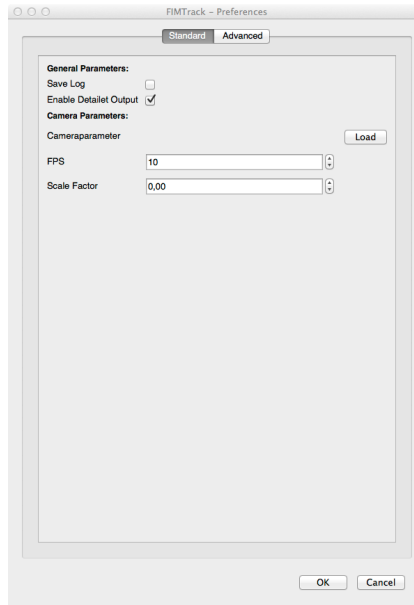 FIMTrack – Preferences
Standard Advanced
General Parameters:
Save Log
Enable Detailet Output
Camera Parameters:
Cameraparameter Load
FPS 10
Scale Factor 0,00
OK Cancel